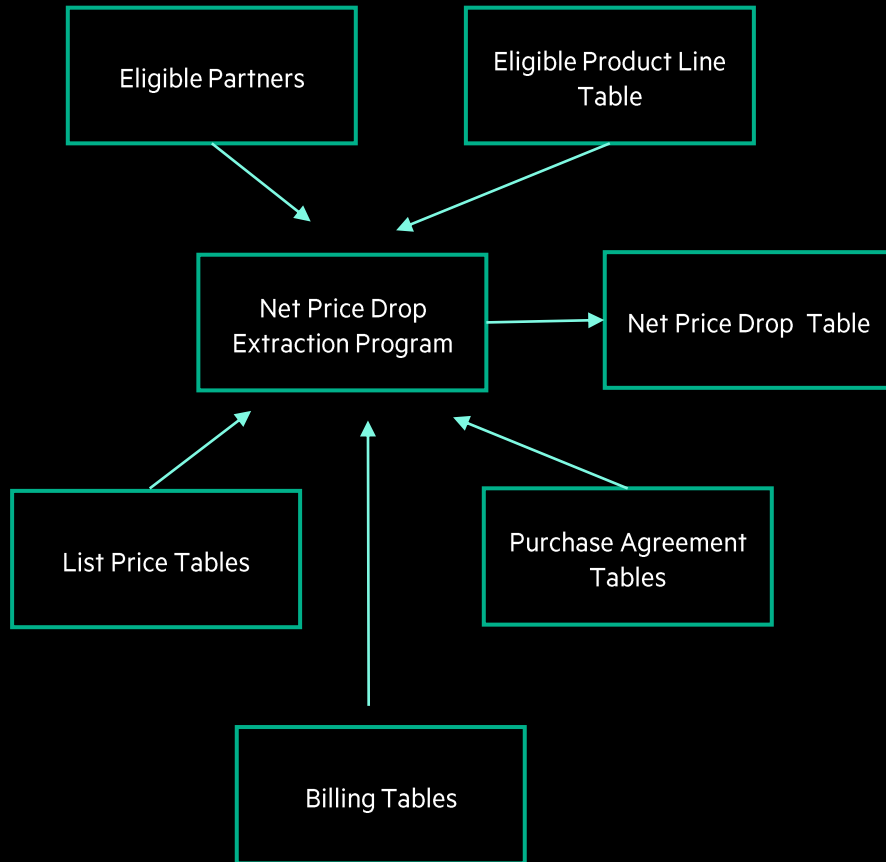 Eligible Partners
Eligible Product Line
Table
Net Price Drop
Extraction Program
Net Price Drop Table
List Price Tables
Purchase Agreement
Tables
Billing Tables